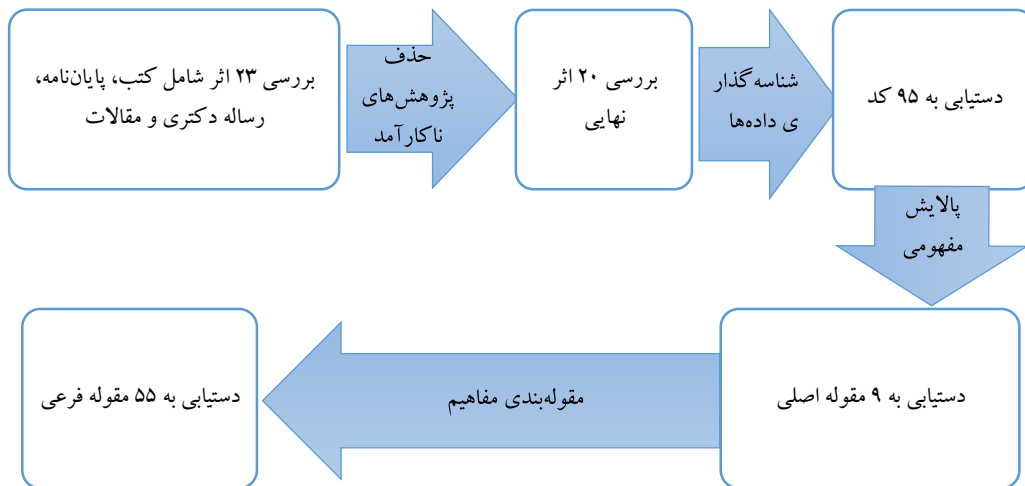 بررسی ۲۳ اثر شامل کتب، پایان‌نامه،
رساله دکتری و مقالات
حذف
پژوهش‌های
ناکارآمد
بررسی ۲۰ اثر
نهایی
شناسه‌گذار
ی داده‌ها
دستیابی به ۹۵ کد
پالایش
مفهومی
دستیابی به ۹ مقوله اصلی
مقوله‌بندی مفاهیم
دستیابی به ۵۵ مقوله فرعی